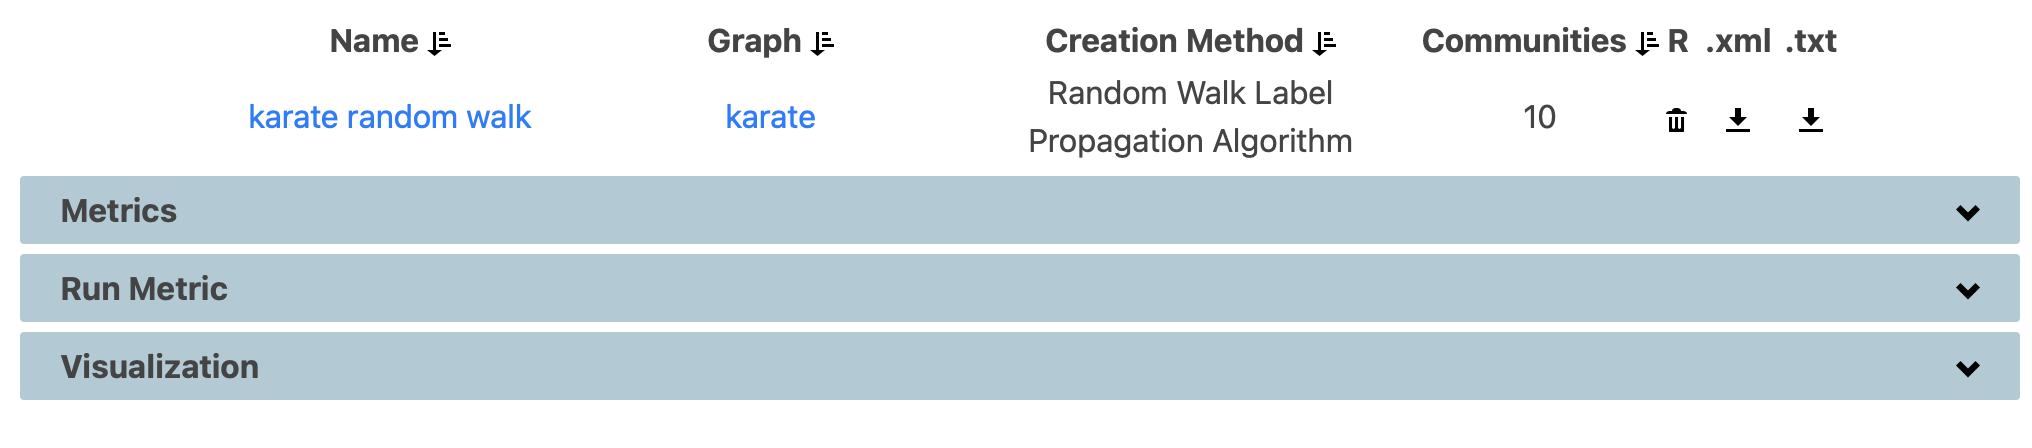 Name Graph Creation Method Communities R .xml .txt
karate random walk karate Random Walk Label Propagation Algorithm 10
Metrics
Run Metric
Visualization